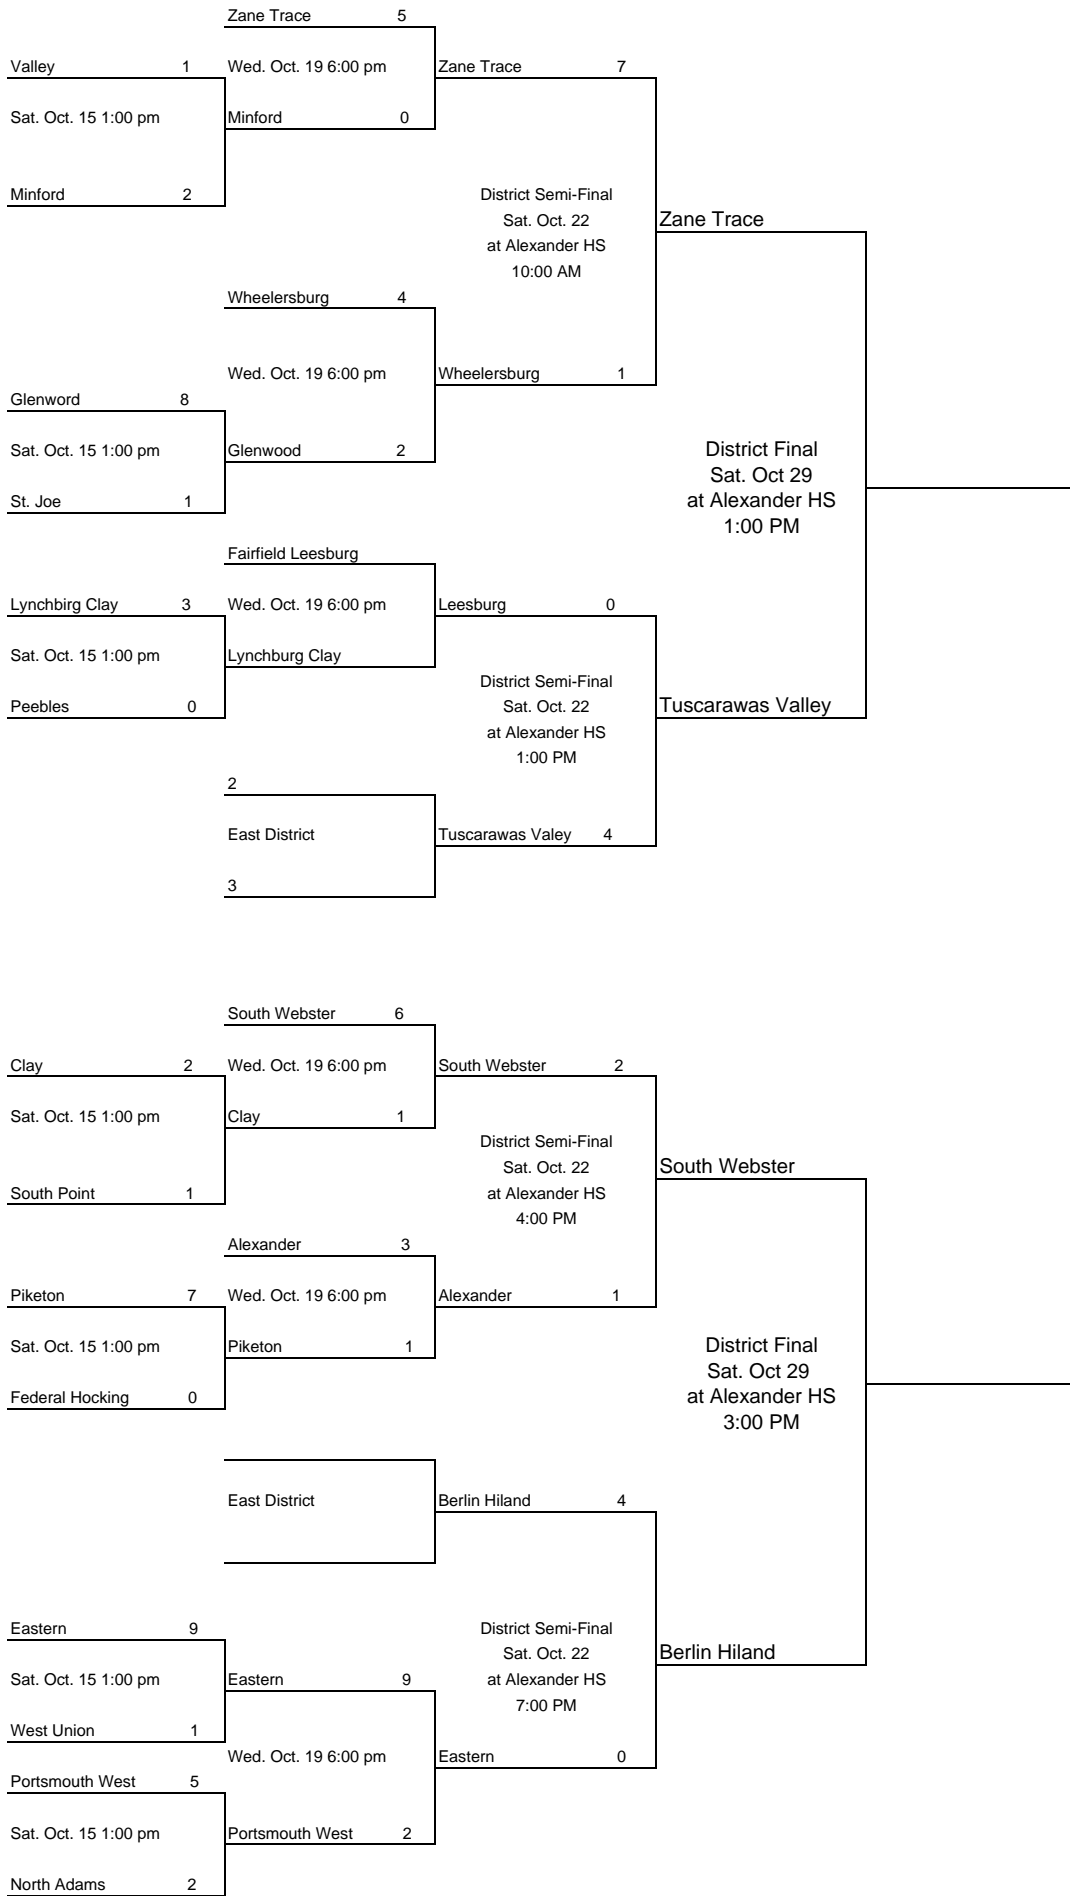 Zane Trace 5
Valley 1 Wed. Oct. 19 6:00 pm Zane Trace 7
Sat. Oct. 15 1:00 pm Minford 0
Minford 2 District Semi-Final
Sat. Oct. 22 Zane Trace
at Alexander HS
10:00 AM
Wheelersburg 4
Wed. Oct. 19 6:00 pm Wheelersburg 1
Glenword 8
Sat. Oct. 15 1:00 pm Glenwood 2 District Final
Sat. Oct 29
St. Joe 1 at Alexander HS
1:00 PM
Fairfield Leesburg
Lynchbirg Clay 3 Wed. Oct. 19 6:00 pm Leesburg 0
Sat. Oct. 15 1:00 pm Lynchburg Clay
District Semi-Final
Peebles 0 Sat. Oct. 22 Tuscarawas Valley
at Alexander HS
1:00 PM
2
East District Tuscarawas Valey 4
3
South Webster 6
Clay 2 Wed. Oct. 19 6:00 pm South Webster 2
Sat. Oct. 15 1:00 pm Clay 1
District Semi-Final
Sat. Oct. 22 South Webster
South Point 1 at Alexander HS
4:00 PM
Alexander 3
Piketon 7 Wed. Oct. 19 6:00 pm Alexander 1
Sat. Oct. 15 1:00 pm Piketon 1 District Final
Sat. Oct 29
Federal Hocking 0 at Alexander HS
3:00 PM
East District Berlin Hiland 4
Eastern 9 District Semi-Final
Sat. Oct. 22 Berlin Hiland
Sat. Oct. 15 1:00 pm Eastern 9 at Alexander HS
7:00 PM
West Union 1
Wed. Oct. 19 6:00 pm Eastern 0
Portsmouth West 5
Sat. Oct. 15 1:00 pm Portsmouth West 2
North Adams 2